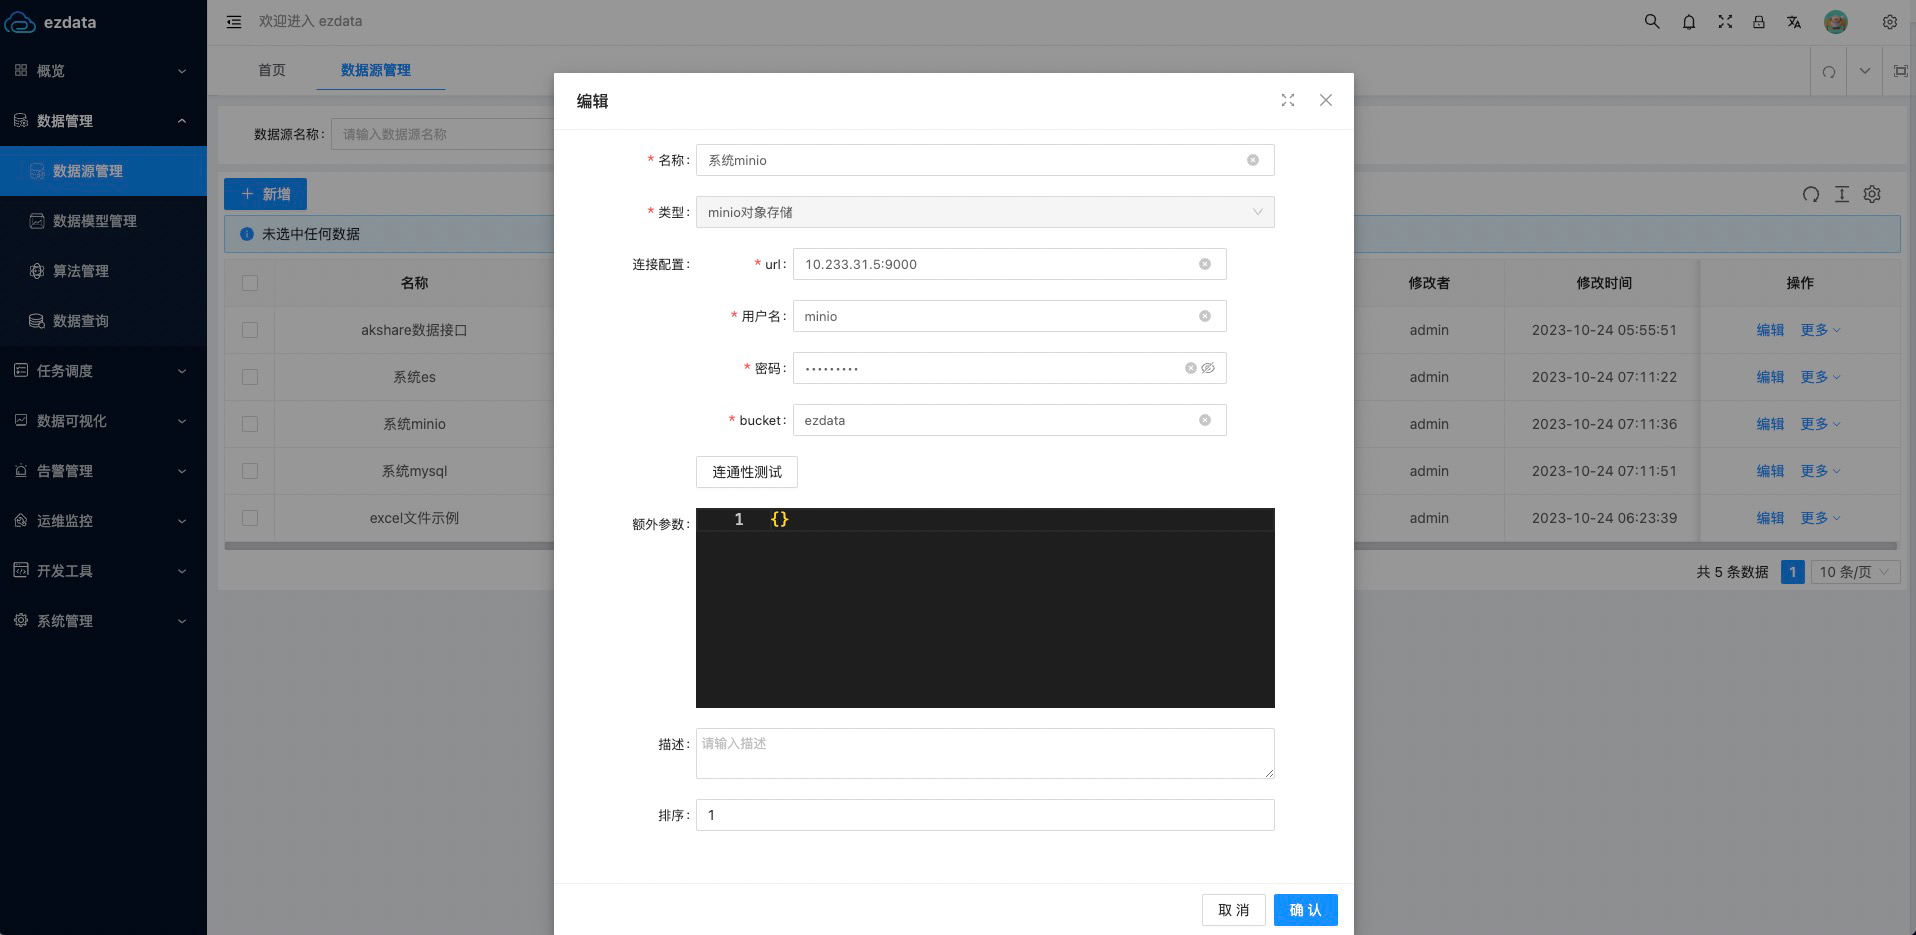 ezdata
欢迎进入 ezdata
概览
数据管理
数据源管理
数据模型管理
算法管理
数据查询
任务调度
数据可视化
告警管理
运维监控
开发工具
系统管理
首页
数据源管理
数据源名称: 请输入数据源名称
新增
未选中任何数据
名称 修改者 修改时间 操作
akshare数据接口 admin 2023-10-24 05:55:51 编辑 更多
系统es admin 2023-10-24 07:11:22 编辑 更多
系统minio admin 2023-10-24 07:11:36 编辑 更多
系统mysql admin 2023-10-24 07:11:51 编辑 更多
excel文件示例 admin 2023-10-24 06:23:39 编辑 更多
共 5 条数据 1 10 条/页
编辑
* 名称: 系统minio
* 类型: minio对象存储
连接配置: * url: 10.233.31.5:9000
* 用户名: minio
* 密码: •••••••••
* bucket: ezdata
连通性测试
额外参数: 1 {}
描述: 请输入描述
排序: 1
取 消 确 认